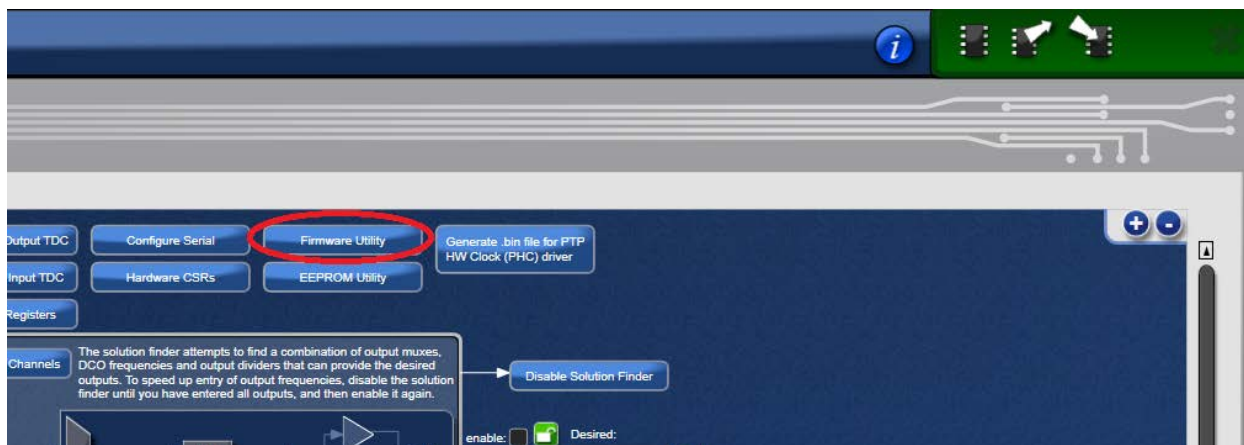 i
Output TDC
Configure Serial
Firmware Utility
Generate .bin file for PTP
HW Clock (PHC) driver
+ -
Input TDC
Hardware CSRs
EEPROM Utility
Registers
Channels
The solution finder attempts to find a combination of output muxes,
DCO frequencies and output dividers that can provide the desired
outputs. To speed up entry of output frequencies, disable the solution
finder until you have entered all outputs, and then enable it again.
Disable Solution Finder
enable:
Desired: